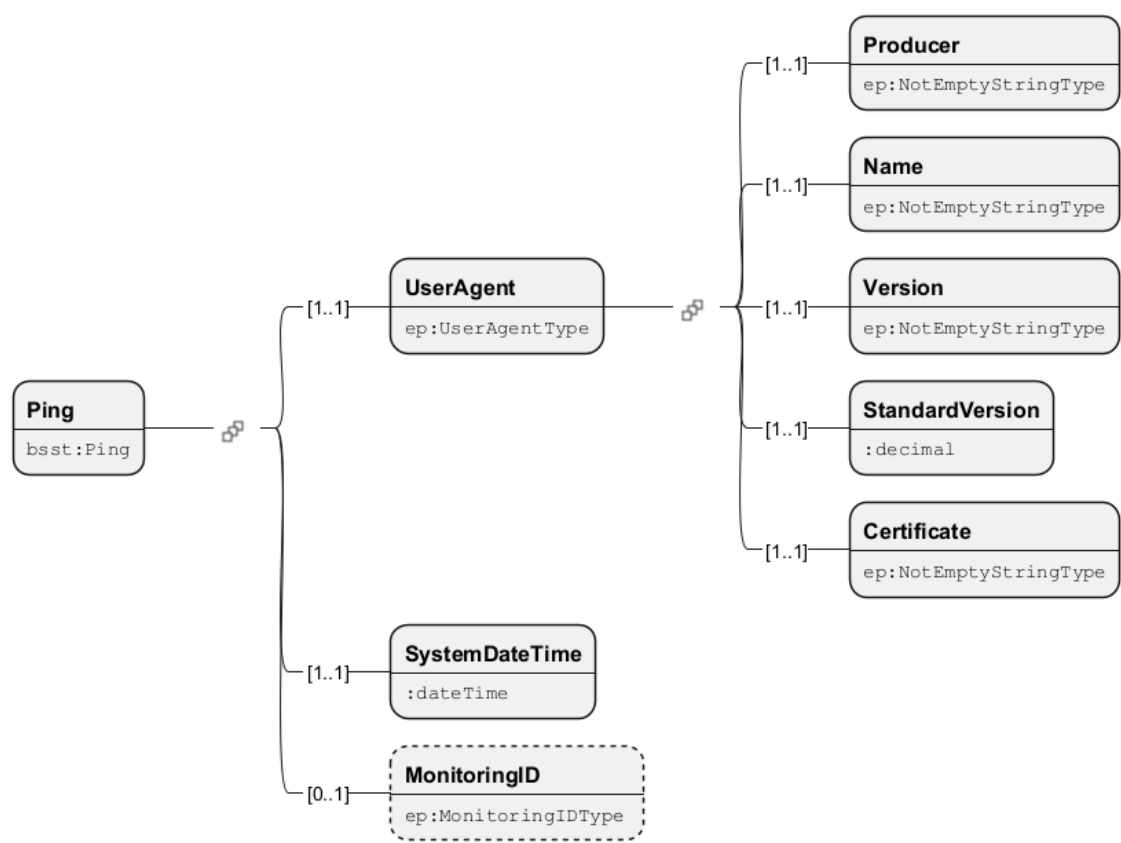 Producer
[1..1]
ep:NotEmptyStringType
Name
[1..1]
ep:NotEmptyStringType
UserAgent
[1..1]
ep:UserAgentType
Version
[1..1]
ep:NotEmptyStringType
Ping
bsst:Ping
StandardVersion
[1..1]
:decimal
Certificate
[1..1]
ep:NotEmptyStringType
SystemDateTime
[1..1]
:dateTime
MonitoringID
[0..1]
ep:MonitoringIDType